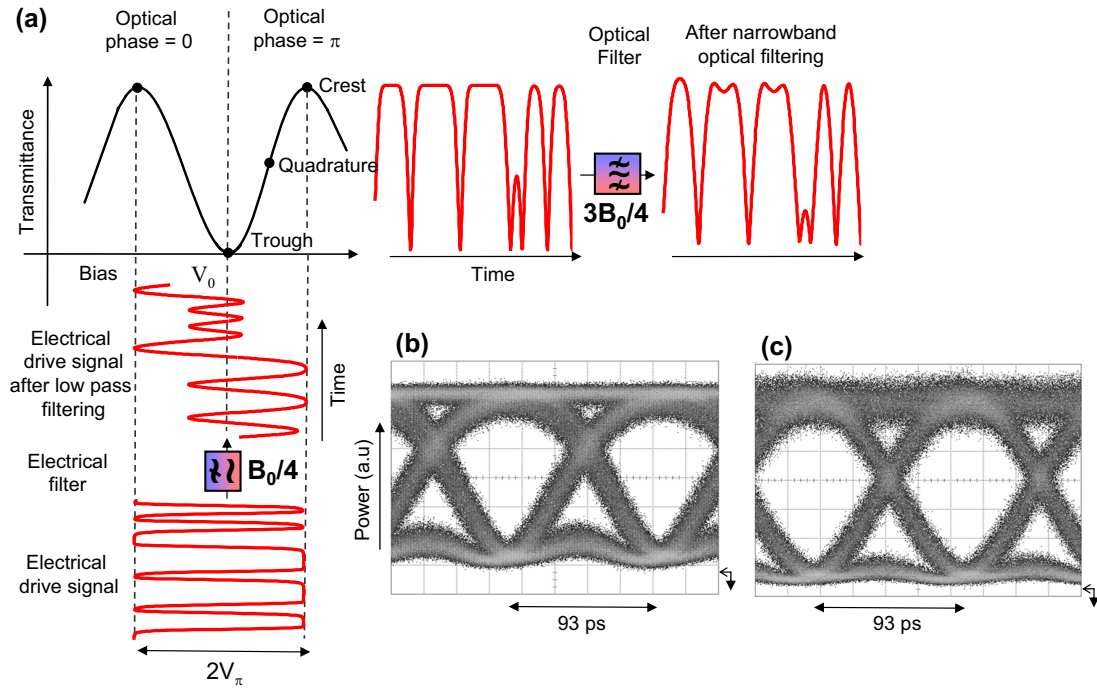 (a)
Optical
phase = 0
Optical
phase = π
Crest
Quadrature
Trough
Transmittance
Bias
V₀
Optical
Filter
3B₀/4
After narrowband
optical filtering
Time
Electrical
drive signal
after low pass
filtering
Time
Electrical
filter
B₀/4
Electrical
drive signal
2Vπ
(b)
Power (a.u)
93 ps
(c)
93 ps